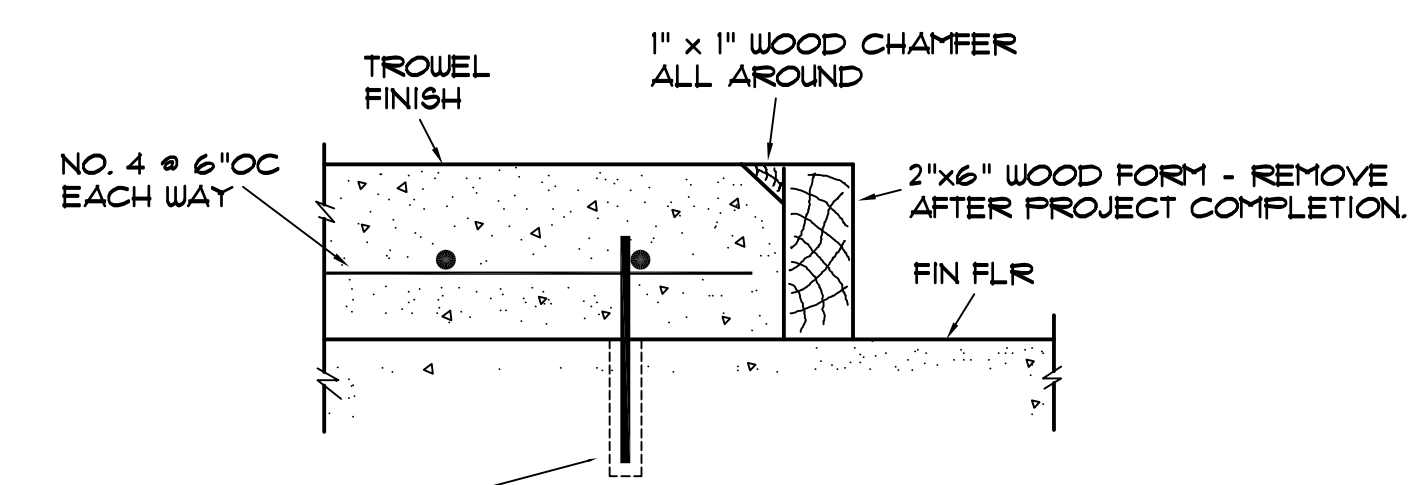 TROWEL
FINISH
1" x 1" WOOD CHAMFER
ALL AROUND
NO. 4 @ 6"OC
EACH WAY
2"x6" WOOD FORM - REMOVE
AFTER PROJECT COMPLETION.
FIN FLR